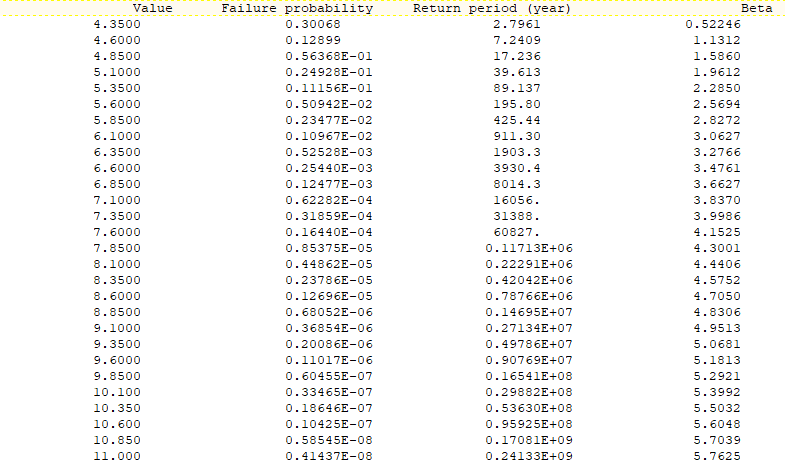 Value Failure probability Return period (year) Beta
4.3500 0.30068 2.7961 0.52246
4.6000 0.12899 7.2409 1.1312
4.8500 0.56368E-01 17.236 1.5860
5.1000 0.24928E-01 39.613 1.9612
5.3500 0.11156E-01 89.137 2.2850
5.6000 0.50942E-02 195.80 2.5694
5.8500 0.23477E-02 425.44 2.8272
6.1000 0.10967E-02 911.30 3.0627
6.3500 0.52528E-03 1903.3 3.2766
6.6000 0.25440E-03 3930.4 3.4761
6.8500 0.12477E-03 8014.3 3.6627
7.1000 0.62282E-04 16056. 3.8370
7.3500 0.31859E-04 31388. 3.9986
7.6000 0.16440E-04 60827. 4.1525
7.8500 0.85375E-05 0.11713E+06 4.3001
8.1000 0.44862E-05 0.22291E+06 4.4406
8.3500 0.23786E-05 0.42042E+06 4.5752
8.6000 0.12696E-05 0.78766E+06 4.7050
8.8500 0.68052E-06 0.14695E+07 4.8306
9.1000 0.36854E-06 0.27134E+07 4.9513
9.3500 0.20086E-06 0.49786E+07 5.0681
9.6000 0.11017E-06 0.90769E+07 5.1813
9.8500 0.60455E-07 0.16541E+08 5.2921
10.100 0.33465E-07 0.29882E+08 5.3992
10.350 0.18646E-07 0.53630E+08 5.5032
10.600 0.10425E-07 0.95925E+08 5.6048
10.850 0.58545E-08 0.17081E+09 5.7039
11.000 0.41437E-08 0.24133E+09 5.7625